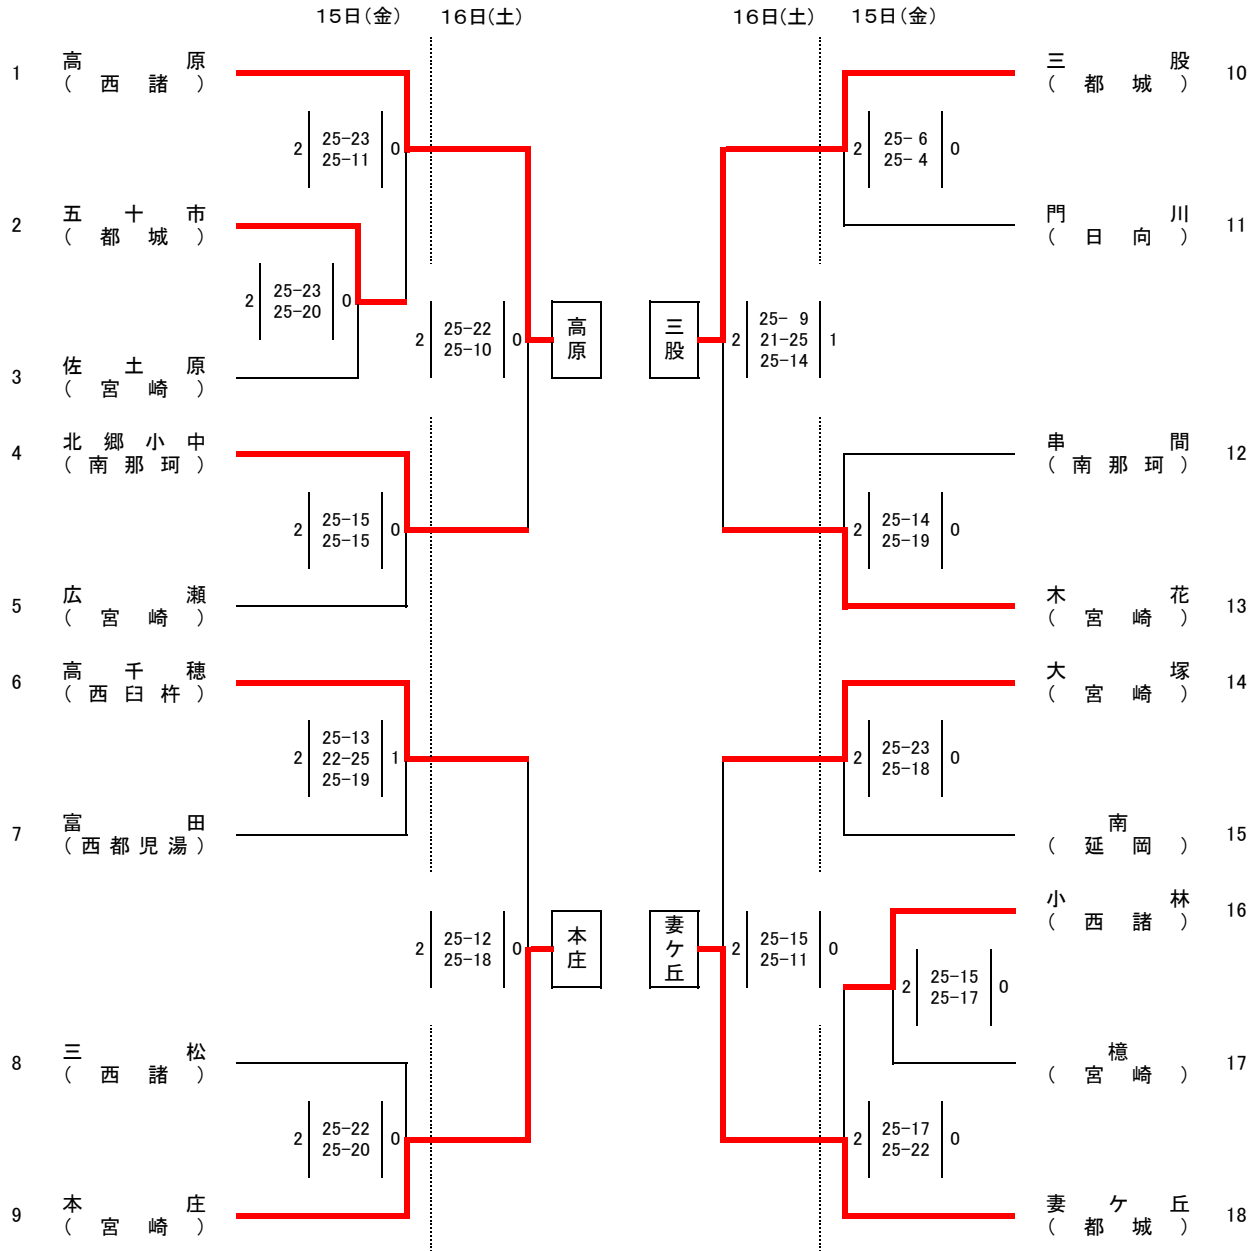 15日(金)
16日(土)
16日(土)
15日(金)
1
高原
(西諸)
2
25-23
25-11
0
2
五十市
(都城)
2
25-23
25-20
0
3
佐土原
(宮崎)
2
25-22
25-10
0
高原
4
北郷小中
(南那珂)
2
25-15
25-15
0
5
広瀬
(宮崎)
6
高千穂
(西臼杵)
2
25-13
22-25
25-19
1
7
富田
(西都児湯)
2
25-12
25-18
0
本庄
8
三松
(西諸)
2
25-22
25-20
0
9
本庄
(宮崎)
三股
(都城)
10
2
25- 6
25- 4
0
門川
(日向)
11
三股
2
25- 9
21-25
25-14
1
串間
(南那珂)
12
2
25-14
25-19
0
木花
(宮崎)
13
大塚
(宮崎)
14
2
25-23
25-18
0
南
(延岡)
15
妻ケ丘
2
25-15
25-11
0
小林
(西諸)
16
2
25-15
25-17
0
檍
(宮崎)
17
2
25-17
25-22
0
妻ケ丘
(都城)
18